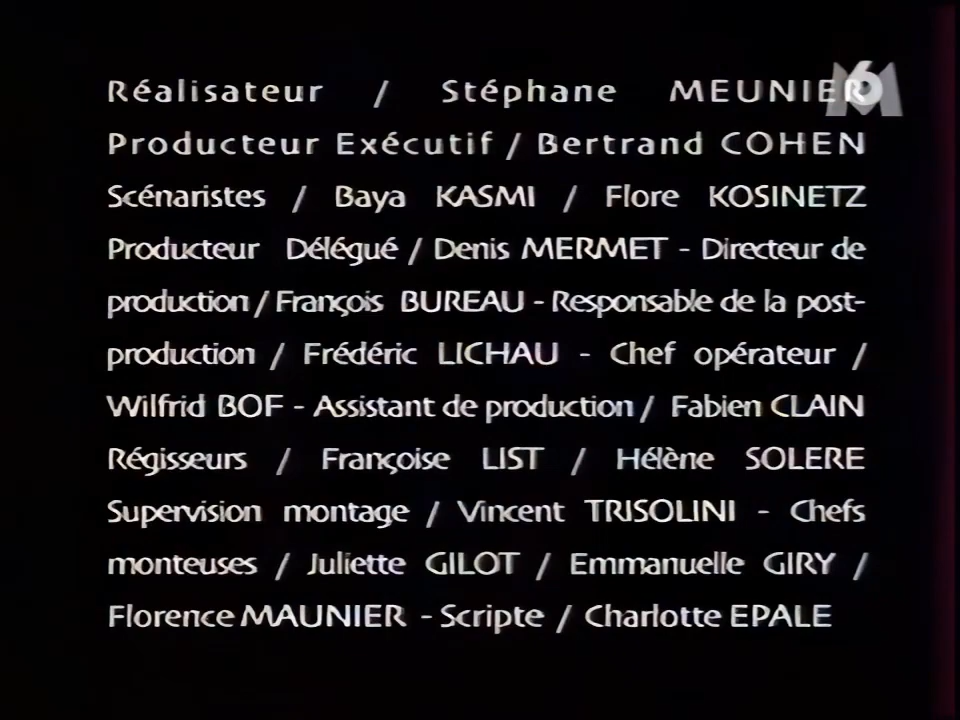 M6
Réalisateur / Stéphane MEUNIER
Producteur Exécutif / Bertrand COHEN
Scénaristes / Baya KASMI / Flore KOSINETZ
Producteur Délégué / Denis MERMET - Directeur de
production / François BUREAU - Responsable de la post-
production / Frédéric LICHAU - Chef opérateur /
Wilfrid BOF - Assistant de production / Fabien CLAIN
Régisseurs / Françoise LIST / Hélène SOLERE
Supervision montage / Vincent TRISOLINI - Chefs
monteuses / Juliette GILOT / Emmanuelle GIRY /
Florence MAUNIER - Scripte / Charlotte EPALE